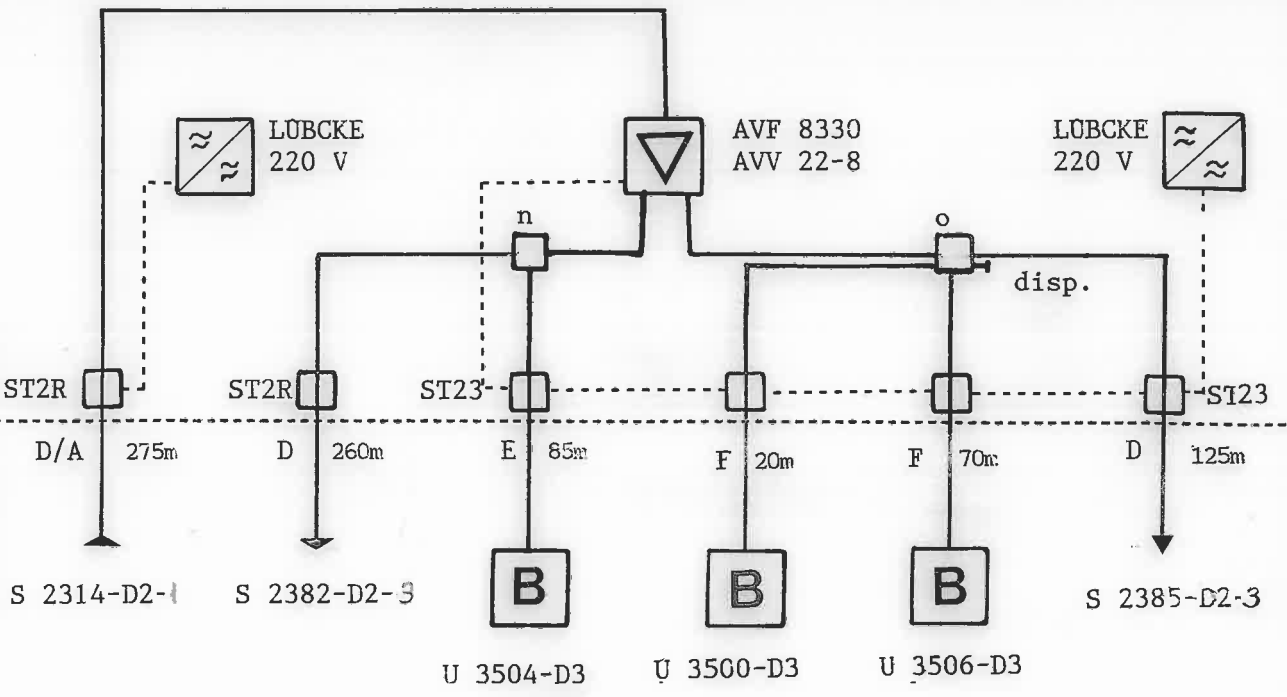 LÜBCKE
220 V
AVF 8330
AVV 22-8
LÜBCKE
220 V
n
o
disp.
ST2R
ST2R
ST23
ST23
D/A 275m
D 260m
E 85m
F 20m
F 70m
D 125m
B
B
B
S 2314-D2-
S 2382-D2-3
S 2385-D2-3
U 3504-D3
U 3500-D3
U 3506-D3